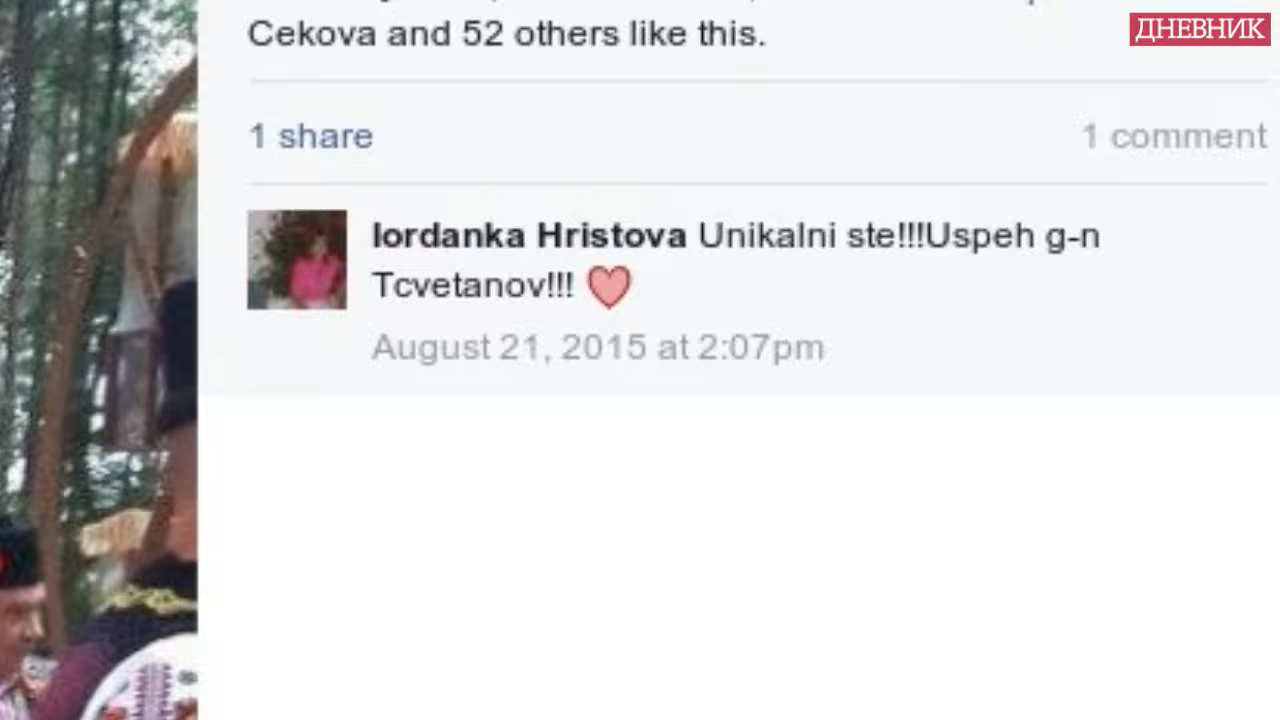 ДНЕВНИК
Cekova and 52 others like this.
1 share
1 comment
Iordanka Hristova Unikalni ste!!!Uspeh g-n
Tcvetanov!!!
August 21, 2015 at 2:07pm